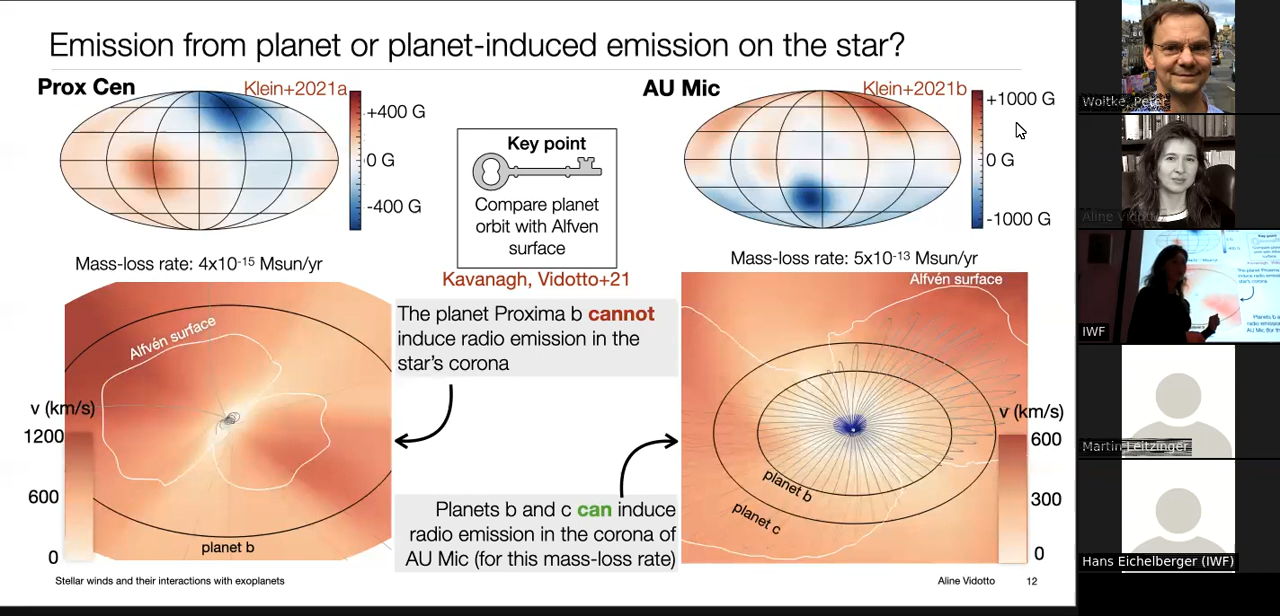 Emission from planet or planet-induced emission on the star?
Prox Cen
Klein+2021a
+400 G
0 G
-400 G
Mass-loss rate: 4x10-15 Msun/yr
Key point
Compare planet
orbit with Alfven
surface
Kavanagh, Vidotto+21
AU Mic
Klein+2021b
+1000 G
0 G
-1000 G
Mass-loss rate: 5x10-13 Msun/yr
Alfvén surface
v (km/s)
1200
600
0
planet b
The planet Proxima b cannot
induce radio emission in the
star's corona
Planets b and c can induce
radio emission in the corona of
AU Mic (for this mass-loss rate)
Alfvén surface
planet b
planet c
v (km/s)
600
300
0
Stellar winds and their interactions with exoplanets
Aline Vidotto
12
Woitke, Peter
Aline Vidotto
IWF
Martin Leitzinger
Hans Eichelberger (IWF)